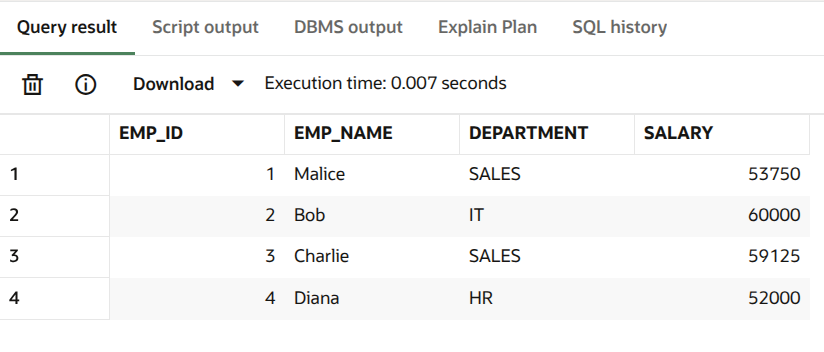 Query result Script output DBMS output Explain Plan SQL history
Download Execution time: 0.007 seconds
EMP_ID EMP_NAME DEPARTMENT SALARY
1 1 Malice SALES 53750
2 2 Bob IT 60000
3 3 Charlie SALES 59125
4 4 Diana HR 52000